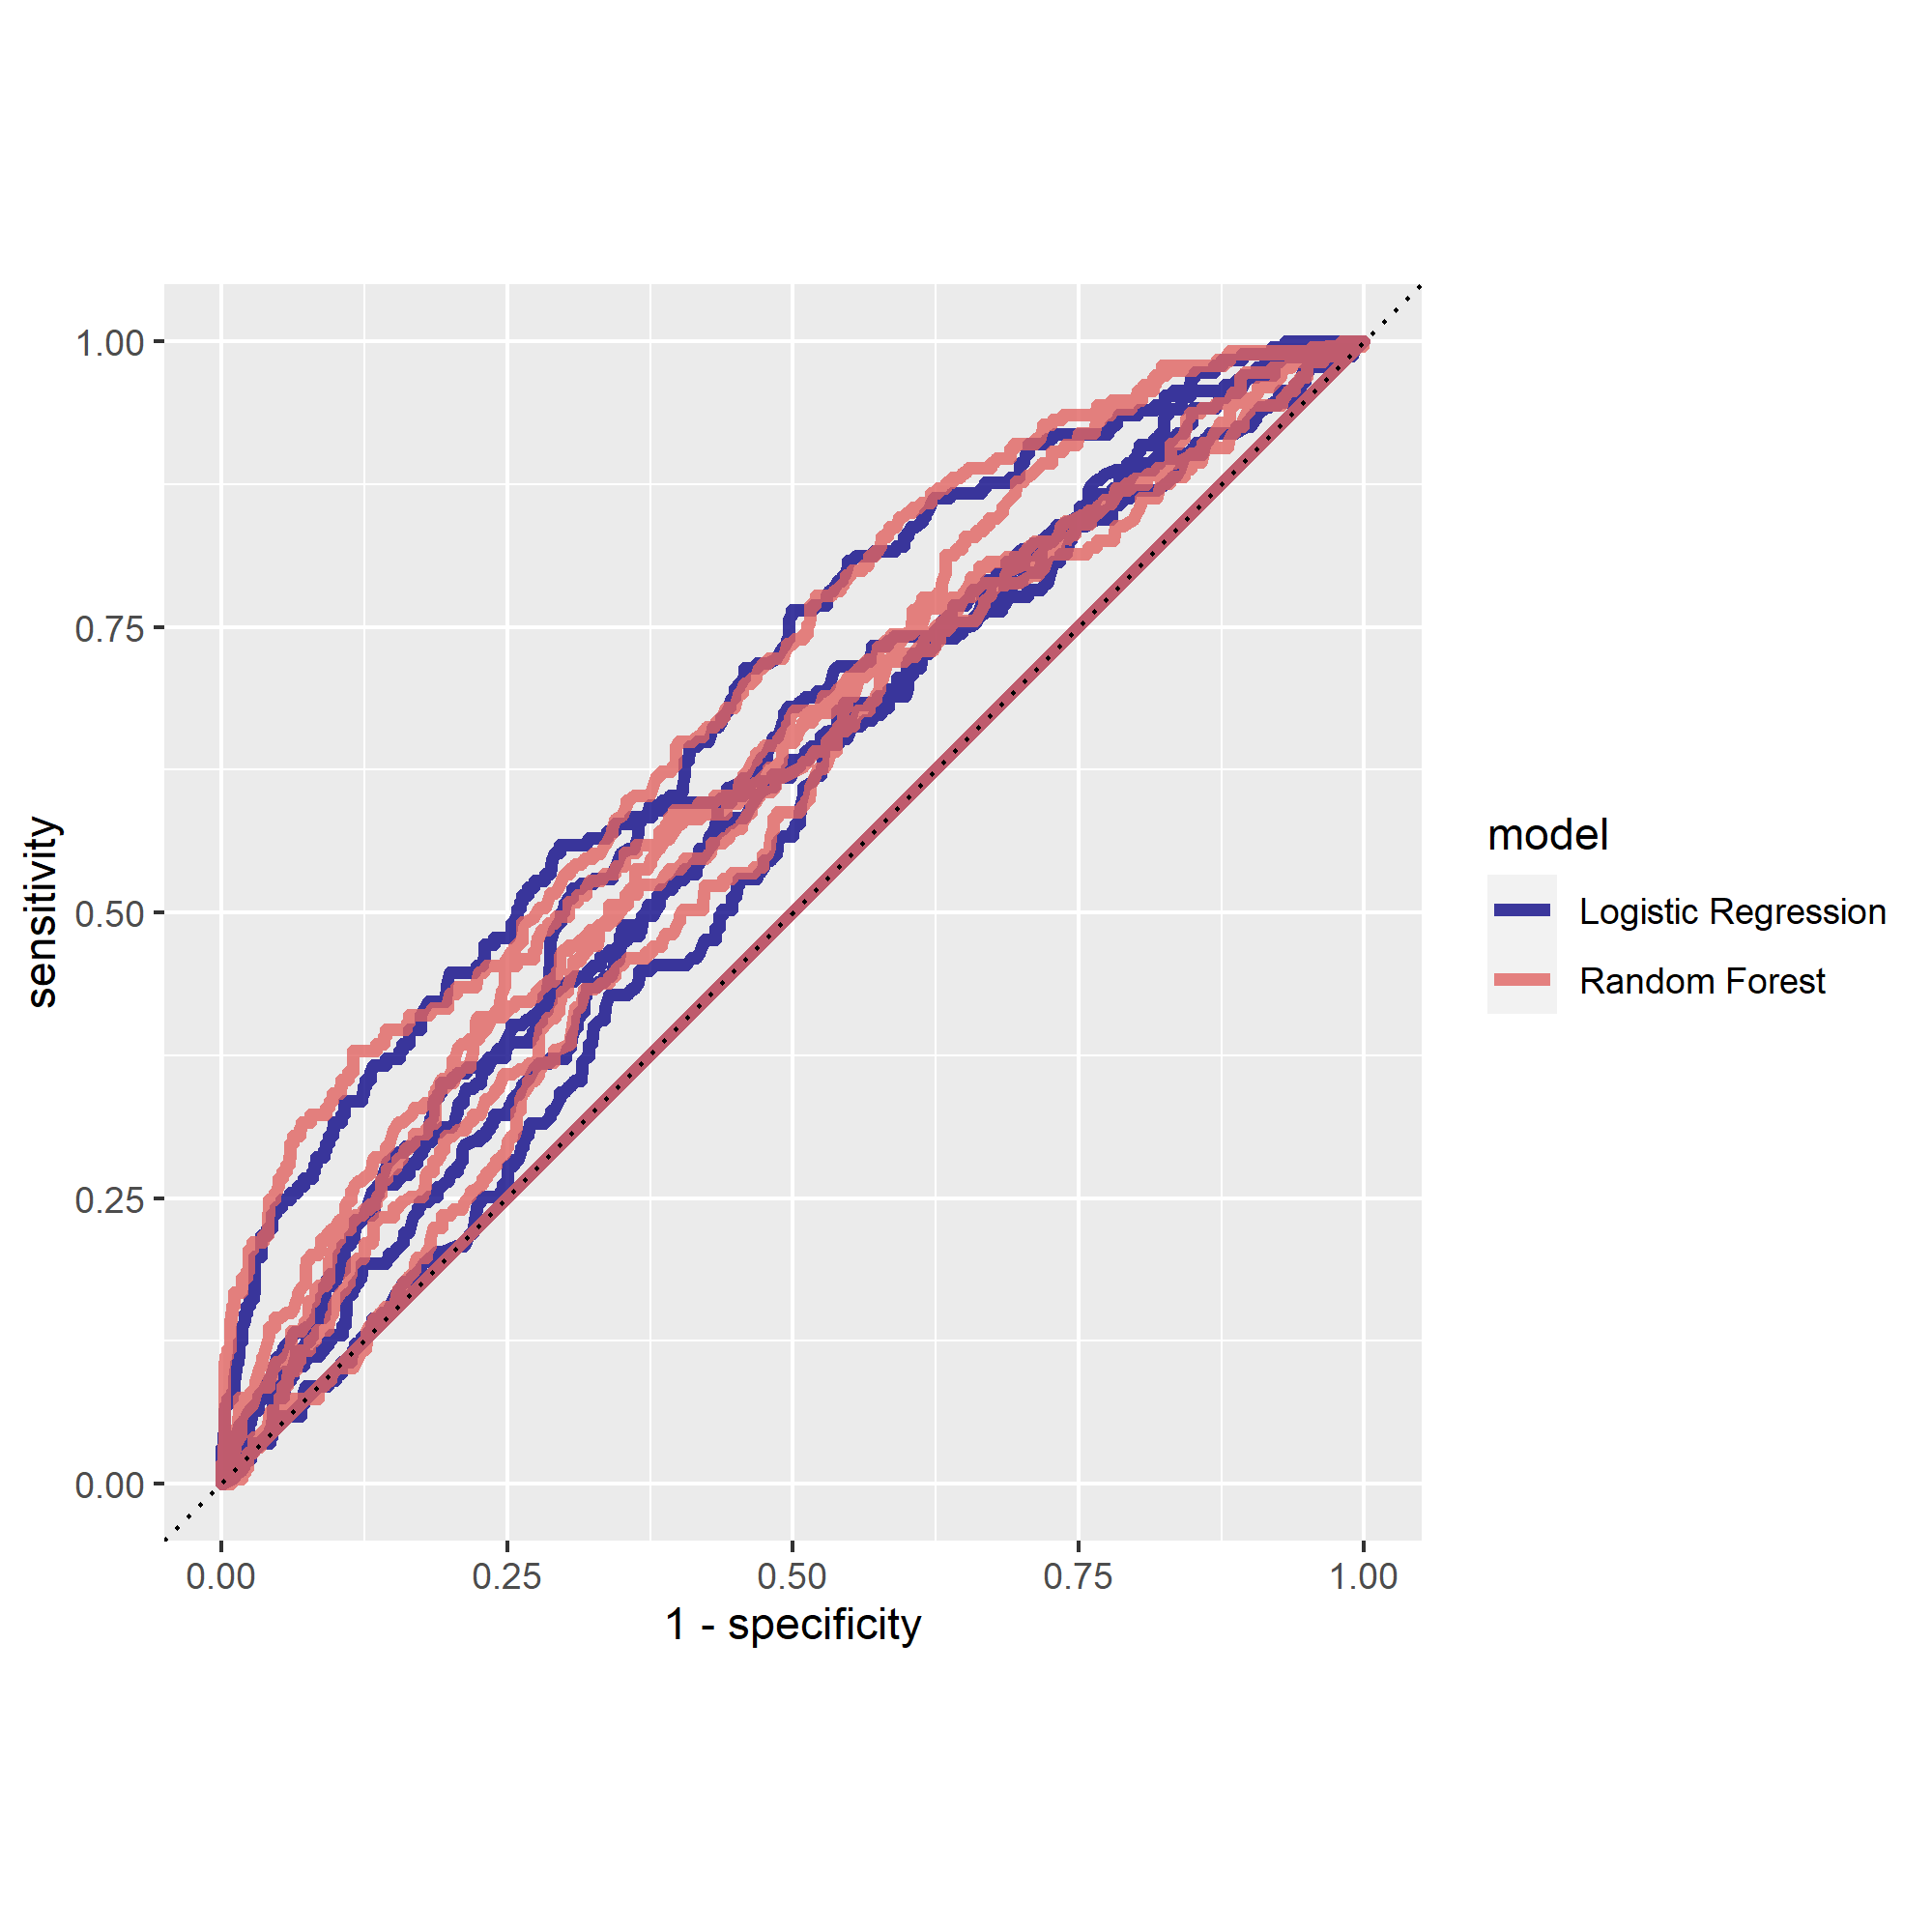 1.00
0.75
0.50
0.25
0.00
sensitivity
0.00 0.25 0.50 0.75 1.00
1 - specificity
model
Logistic Regression
Random Forest